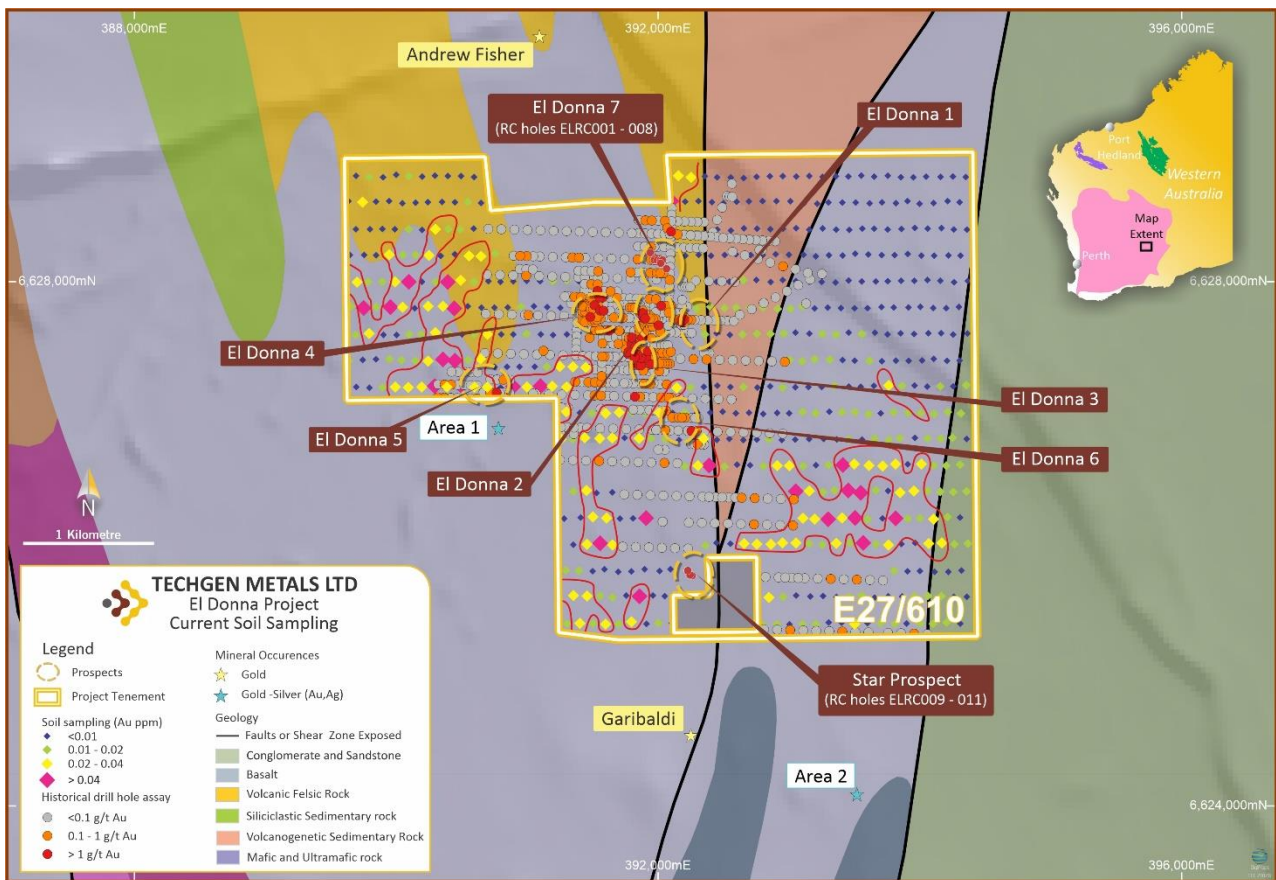 388,000mE
392,000mE
396,000mE
Andrew Fisher
El Donna 7
(RC holes ELRC001 - 008)
El Donna 1
Port
Hedland
Western
Australia
Map
Extent
Perth
6,628,000mN
6,628,000mN
El Donna 4
El Donna 3
El Donna 5
Area 1
El Donna 6
El Donna 2
N
1 Kilometre
E27/610
TECHGEN METALS LTD
El Donna Project
Current Soil Sampling
Legend
Prospects
Project Tenement
Soil sampling (Au ppm)
<0.01
0.01 - 0.02
0.02 - 0.04
> 0.04
Historical drill hole assay
<0.1 g/t Au
0.1 - 1 g/t Au
> 1 g/t Au
Mineral Occurences
Gold
Gold -Silver (Au,Ag)
Geology
Faults or Shear Zone Exposed
Conglomerate and Sandstone
Basalt
Volcanic Felsic Rock
Siliciclastic Sedimentary rock
Volcanogenetic Sedimentary Rock
Mafic and Ultramafic rock
Star Prospect
(RC holes ELRC009 - 011)
Garibaldi
Area 2
6,624,000mN
392,000mE
396,000mE